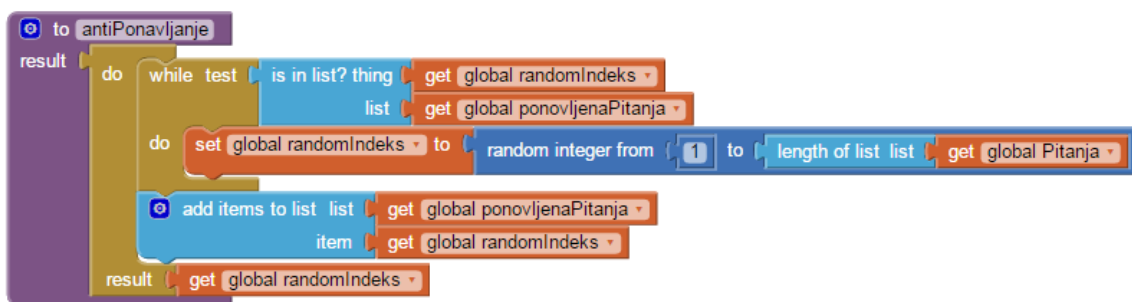 to antiPonavljanje
result
do while test is in list? thing get global randomIndeks
list get global ponovljenaPitanja
do set global randomIndeks to random integer from 1 to length of list list get global Pitanja
add items to list list get global ponovljenaPitanja
item get global randomIndeks
result get global randomIndeks